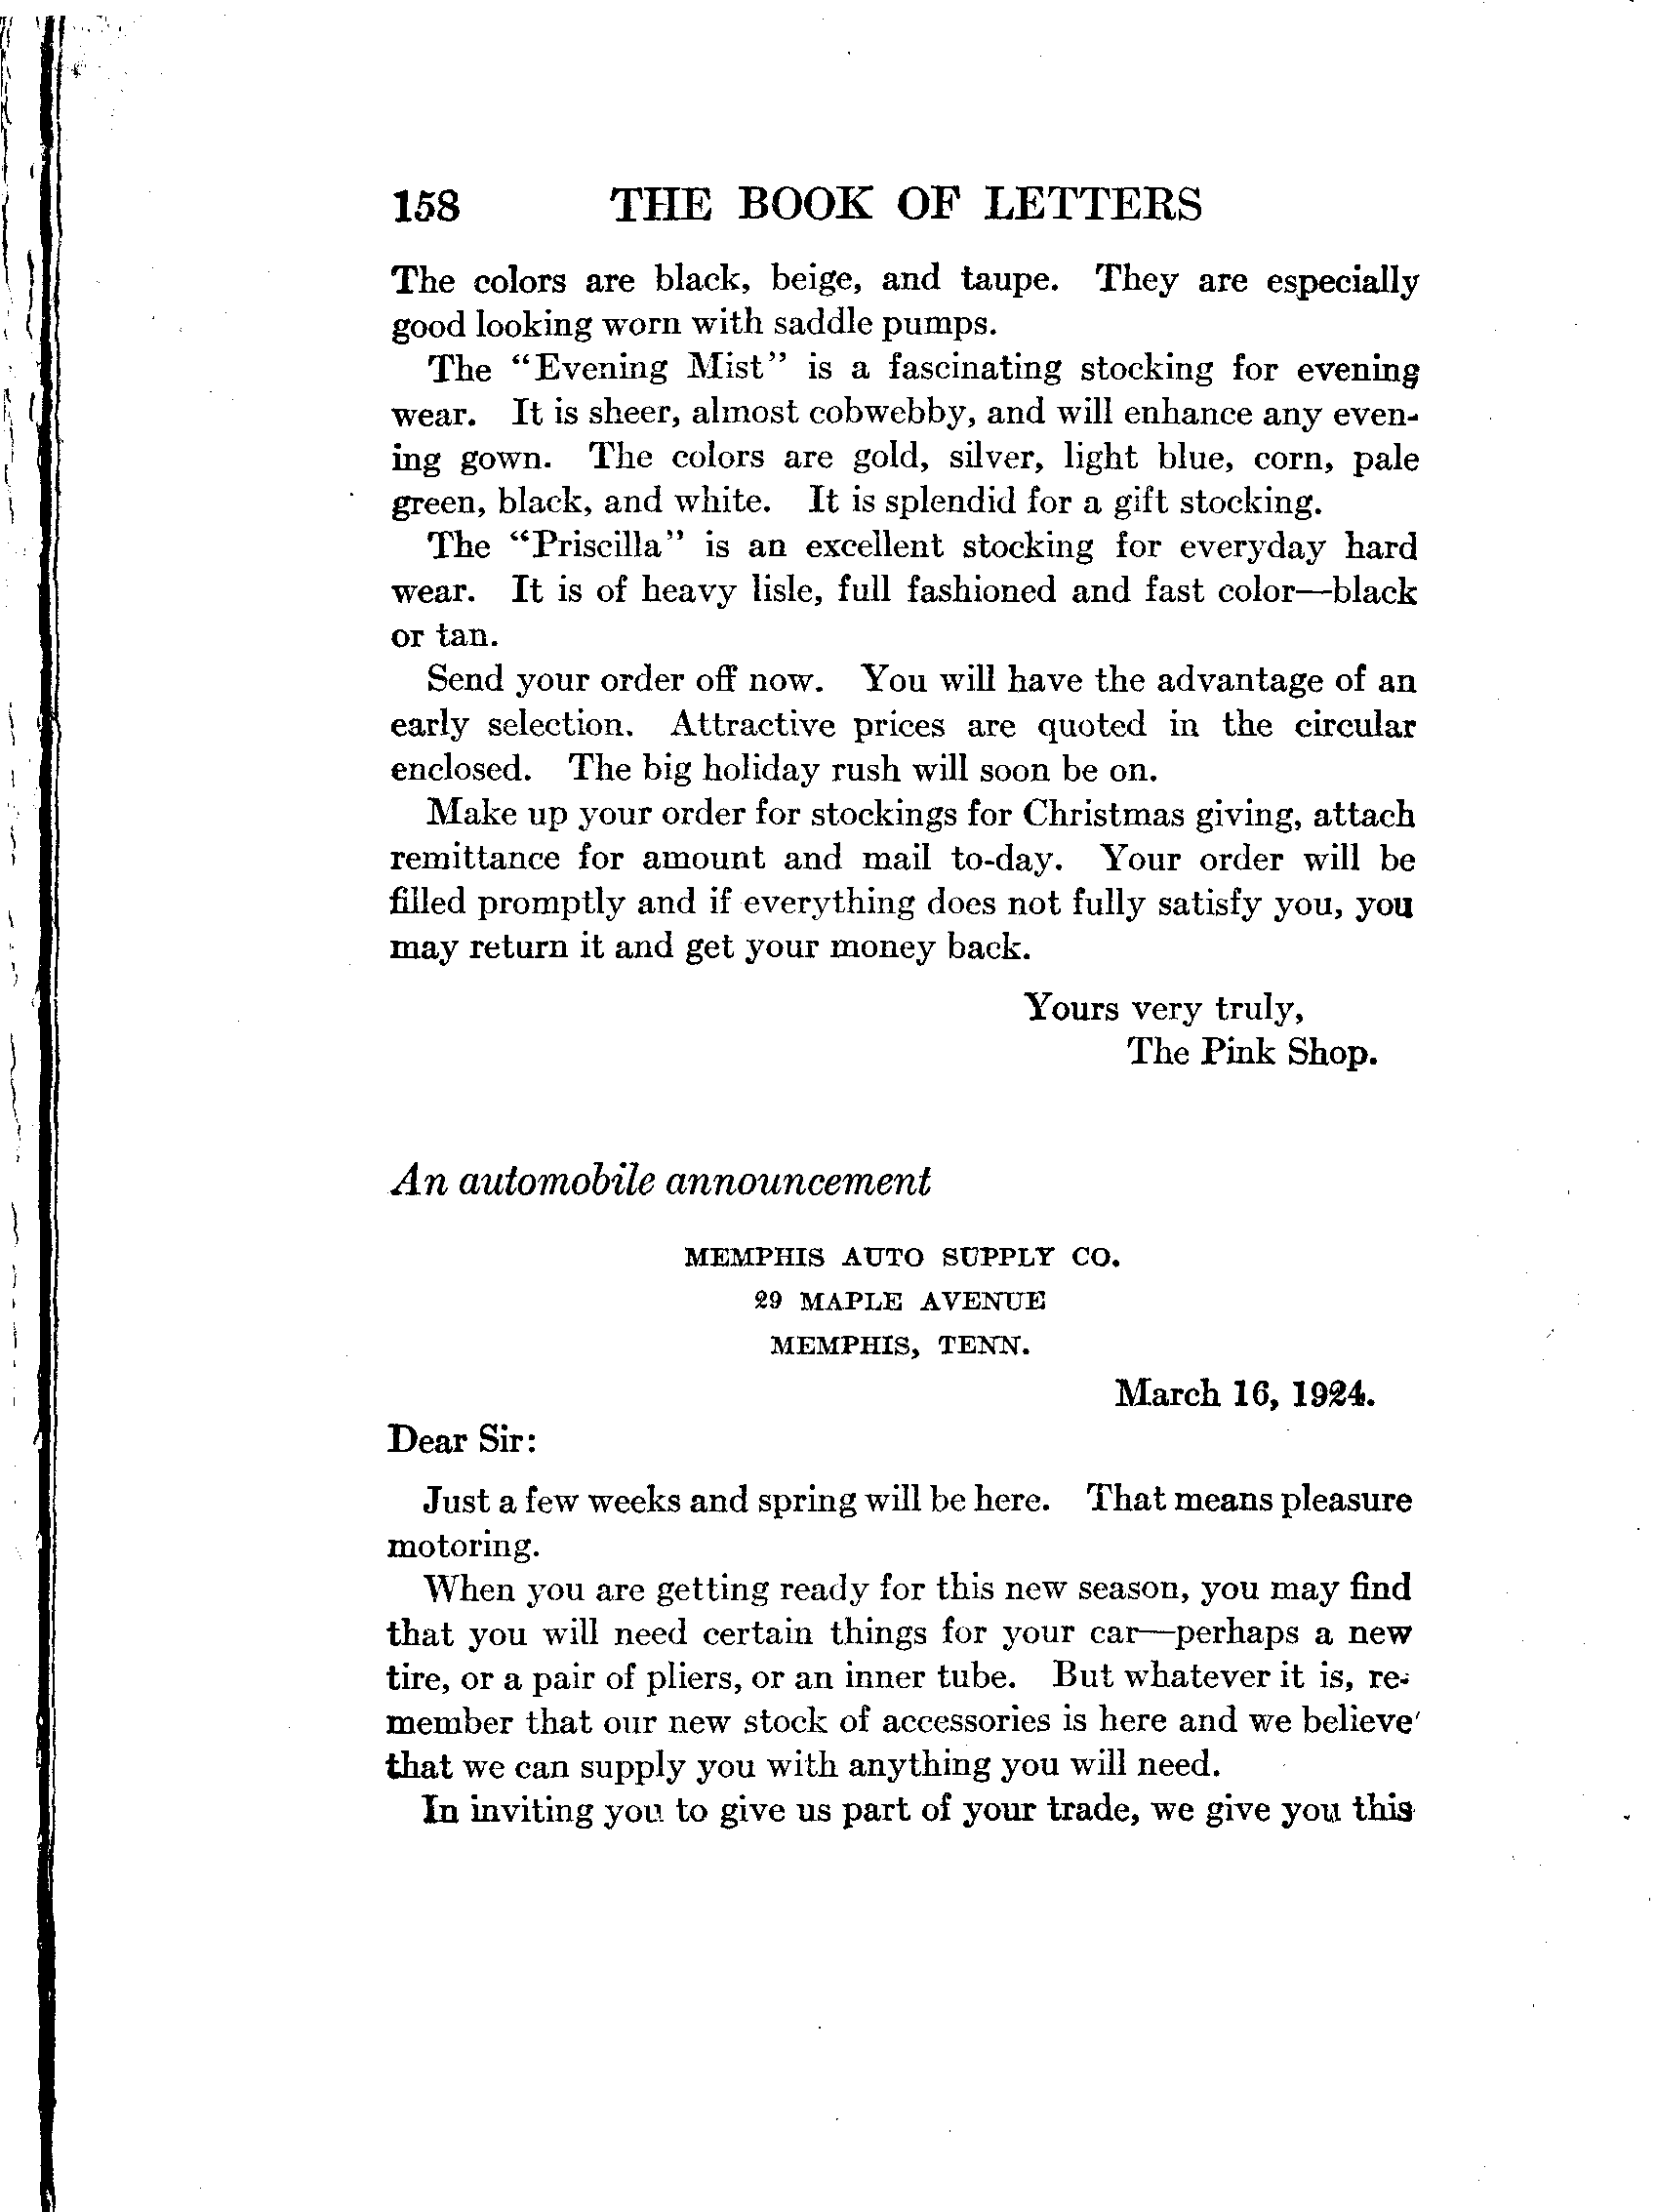 158 THE BOOK OF LETTERS
The colors are black, beige, and taupe. They are especially
good looking worn with saddle pumps.
The “Evening Mist” is a fascinating stocking for evening
wear. It is sheer, almost cobwebby, and will enhance any even-
ing gown. The colors are gold, silver, light blue, corn, pale
green, black, and white. It is splendid for a gift stocking.
The “Priscilla” is an excellent stocking for everyday hard
wear. It is of heavy lisle, full fashioned and fast color—black
or tan.
Send your order off now. You will have the advantage of an
early selection. Attractive prices are quoted in the circular
enclosed. The big holiday rush will soon be on.
Make up your order for stockings for Christmas giving, attach
remittance for amount and mail to-day. Your order will be
filled promptly and if everything does not fully satisfy you, you
may return it and get your money back.
Yours very truly,
The Pink Shop.
An automobile announcement
MEMPHIS AUTO SUPPLY CO.
29 MAPLE AVENUE
MEMPHIS, TENN.
March 16, 1924.
Dear Sir:
Just a few weeks and spring will be here. That means pleasure
motoring.
When you are getting ready for this new season, you may find
that you will need certain things for your car—perhaps a new
tire, or a pair of pliers, or an inner tube. But whatever it is, re-
member that our new stock of accessories is here and we believe
that we can supply you with anything you will need.
In inviting you to give us part of your trade, we give you this